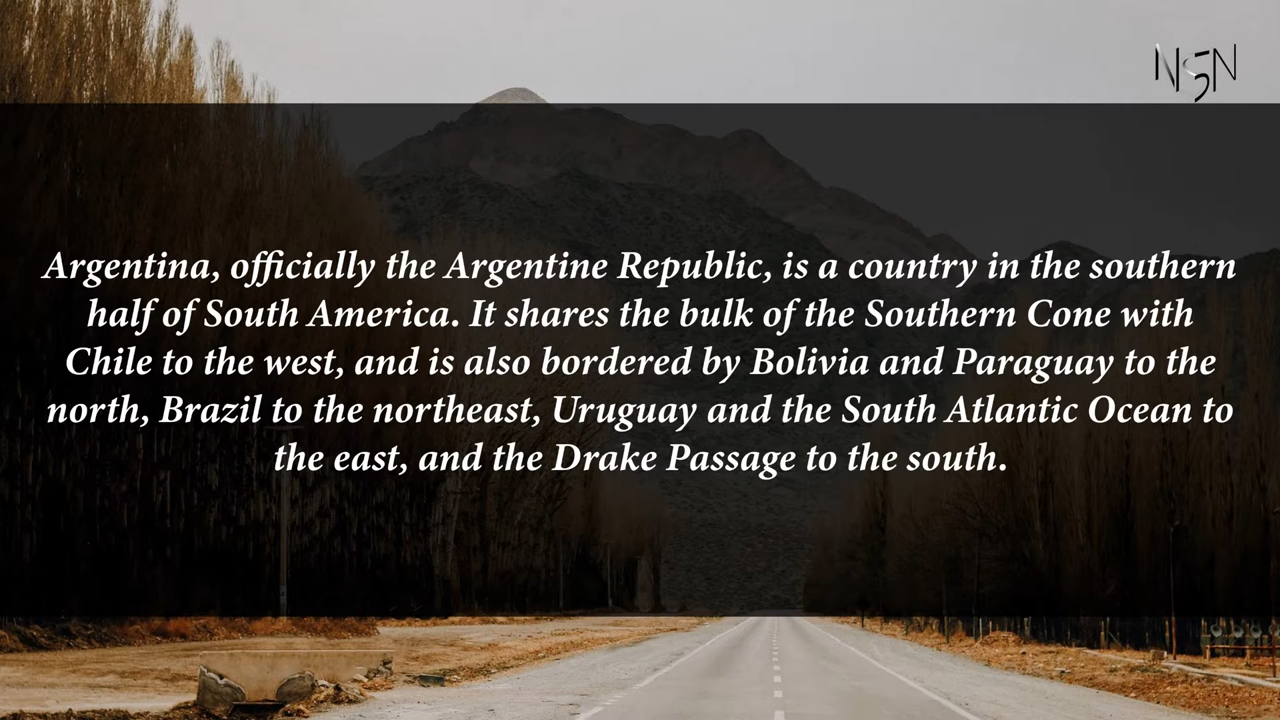 NSN
Argentina, officially the Argentine Republic, is a country in the southern
half of South America. It shares the bulk of the Southern Cone with
Chile to the west, and is also bordered by Bolivia and Paraguay to the
north, Brazil to the northeast, Uruguay and the South Atlantic Ocean to
the east, and the Drake Passage to the south.